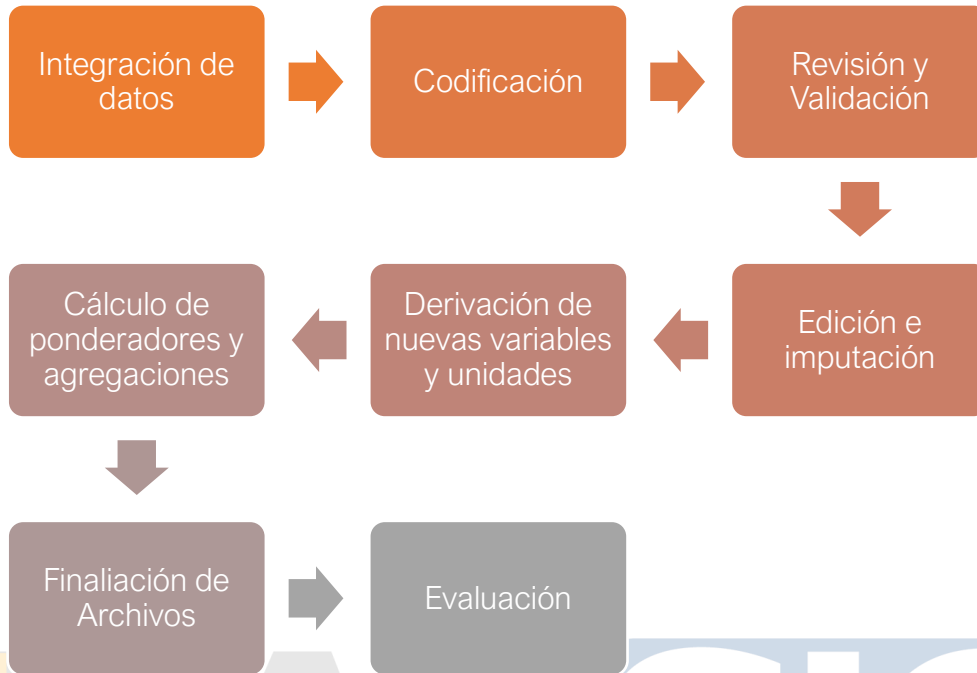 Integración de
datos
Codificación
Revisión y
Validación
Edición e
imputación
Derivación de
nuevas variables
y unidades
Cálculo de
ponderadores y
agregaciones
Finaliación de
Archivos
Evaluación